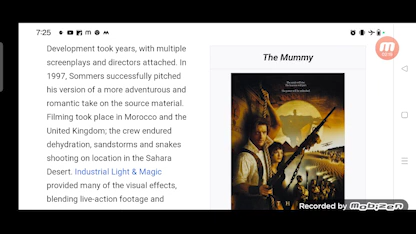 7:25
Development took years, with multiple
screenplays and directors attached. In
1997, Sommers successfully pitched
his version of a more adventurous and
romantic take on the source material.
Filming took place in Morocco and the
United Kingdom; the crew endured
dehydration, sandstorms and snakes
shooting on location in the Sahara
Desert. Industrial Light & Magic
provided many of the visual effects,
blending live-action footage and
The Mummy
Recorded by mobizen